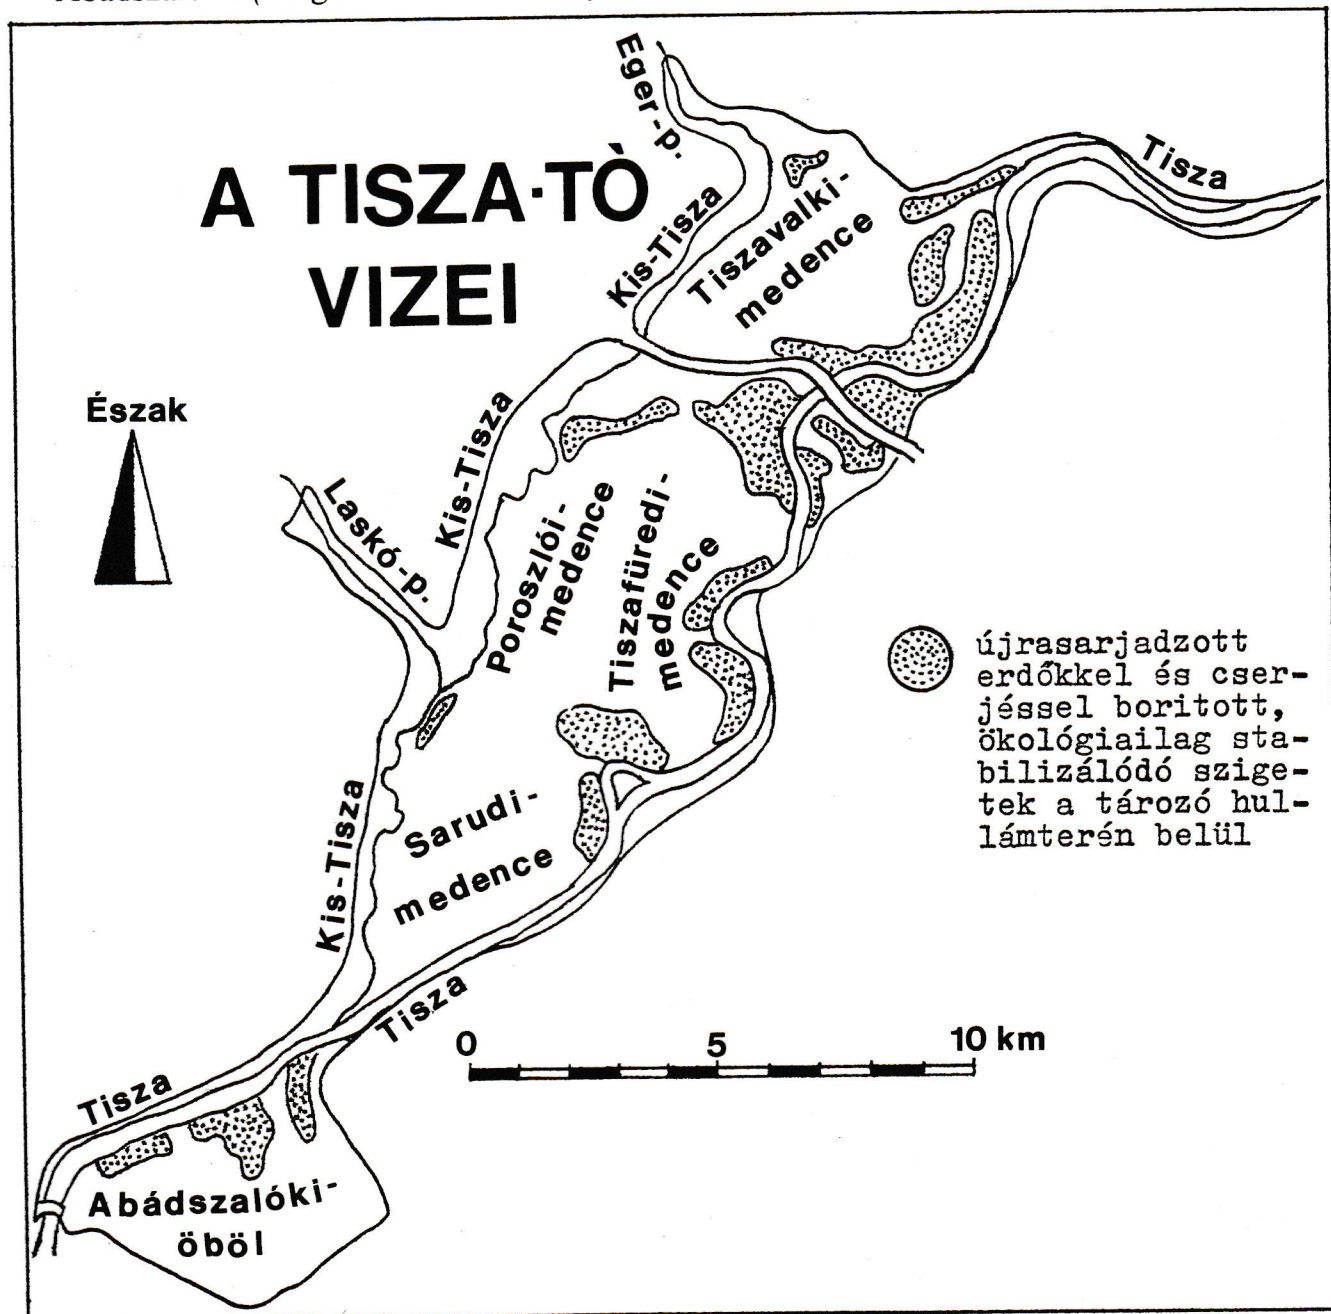 A TISZA-TÒ
VIZEI
Észak
Eger-p.
Kis-Tisza
Tiszavalki-
medence
Tisza
Kis-Tisza
Laskó-p.
Poroszlói-
medence
Tiszafüredi-
medence
újrasarjadzott
erdőkkel és cser-
jéssel boritott,
ökológiailag sta-
bilizálódó szige-
tek a tározó hul-
lámterén belül
Sarudi-
medence
Kis-Tisza
Tisza
0 5 10 km
Tisza
Abádszalóki-
öböl